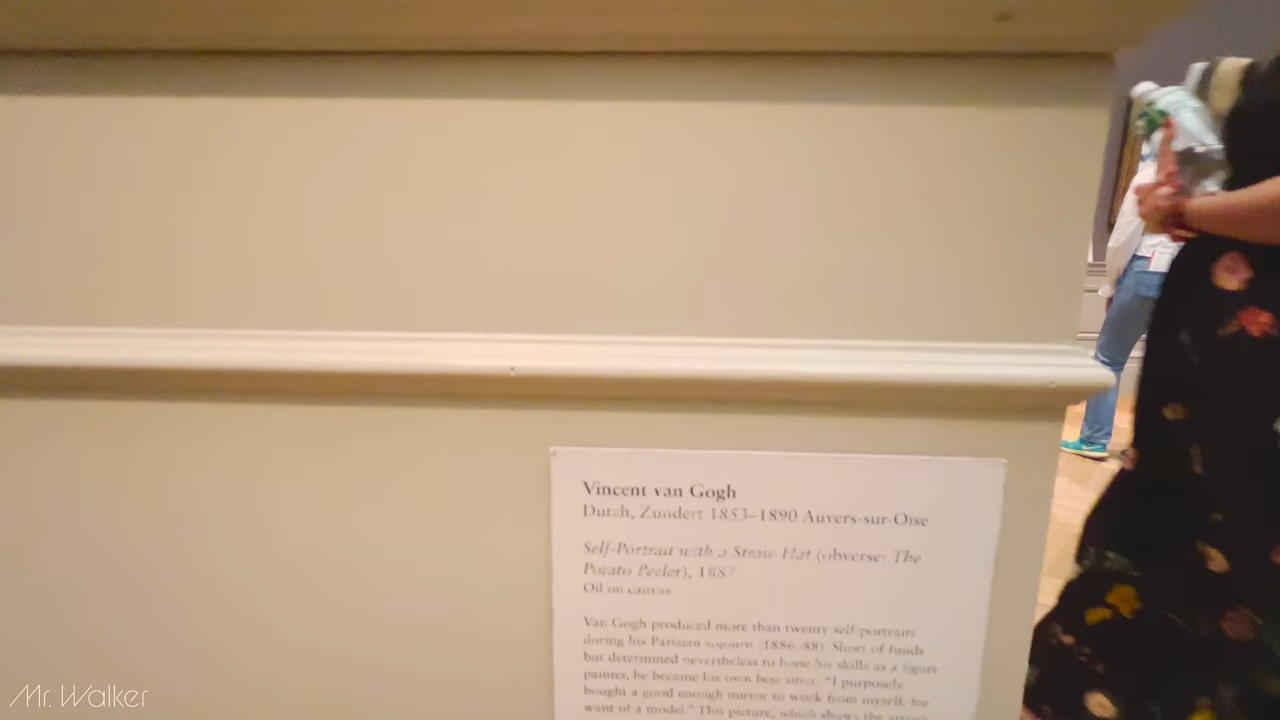 Vincent van Gogh
Dutch, Zundert 1853–1890 Auvers-sur-Oise
Self-Portrait with a Straw Hat (obverse: The
Potato Peeler), 1887
Oil on canvas
Van Gogh produced more than twenty self-portraits
during his Parisian sojourn (1886–88). Short of funds
but determined nevertheless to hone his skills as a figure
painter, he became his own best sitter: "I purposely
bought a good enough mirror to work from myself, for
want of a model." This picture, which shows the artist's
Mr. Walker